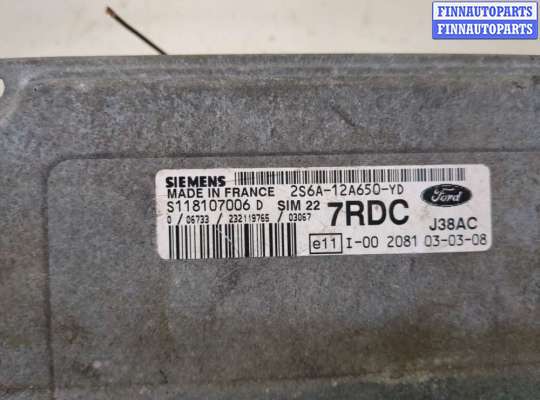 FINNAUTOPARTS
FINNAUTOPARTS
SIEMENS
MADE IN FRANCE 2S6A-12A650-YD
S118107006 D SIM 22 7RDC Ford
0 / 06733 / 232119765 / 03067 J38AC
e11 I-00 2081 03-03-08